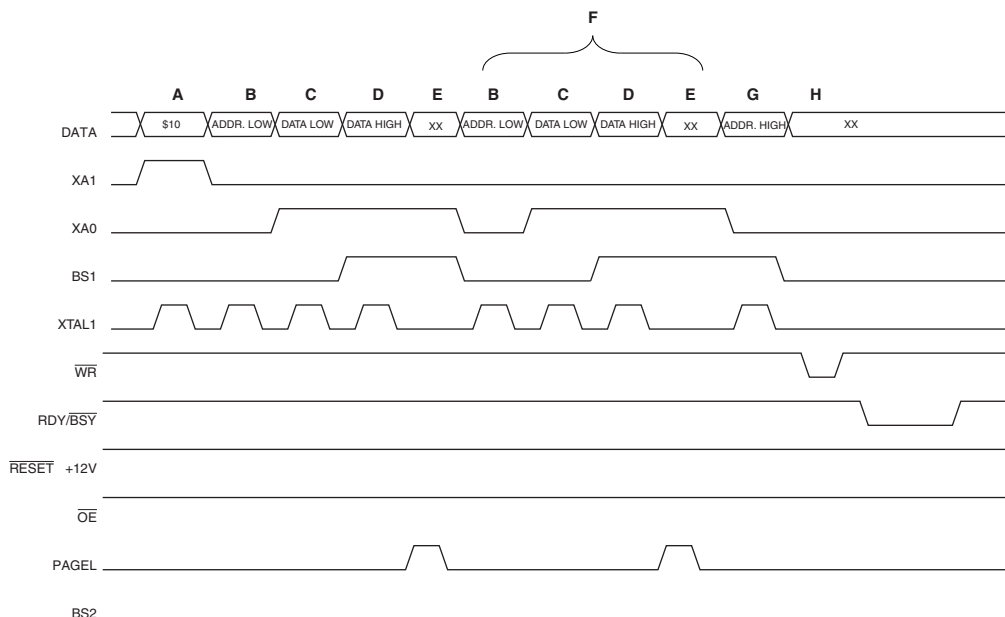 F
A B C D E B C D E G H
DATA $10 ADDR. LOW DATA LOW DATA HIGH XX ADDR. LOW DATA LOW DATA HIGH XX ADDR. HIGH XX
XA1
XA0
BS1
XTAL1
WR
RDY/BSY
RESET +12V
OE
PAGEL
BS2